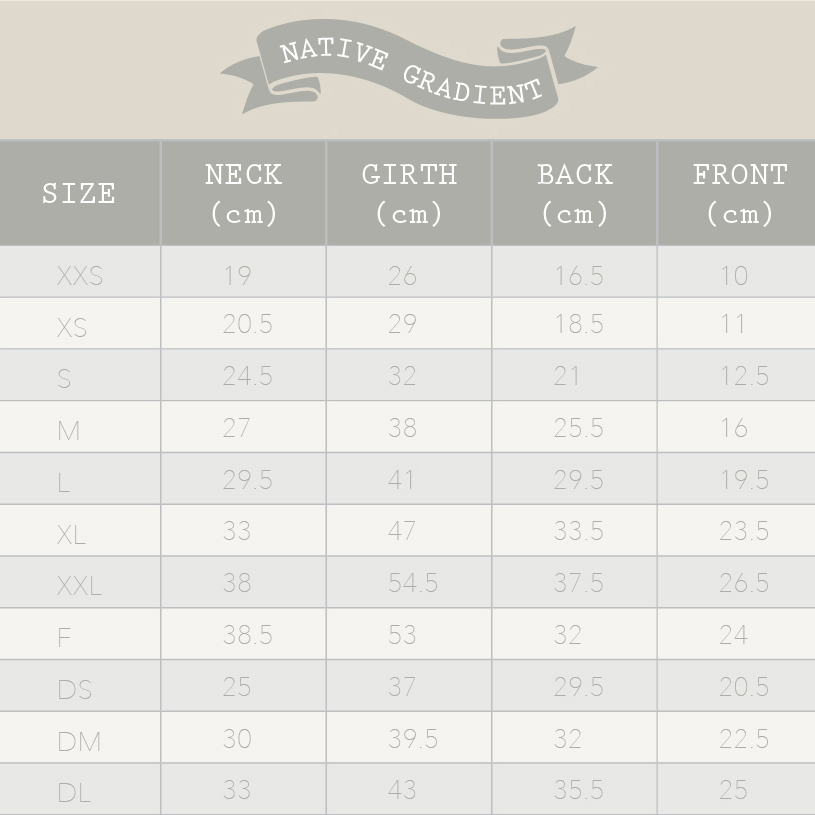 NATIVE GRADIENT
SIZE NECK (cm) GIRTH (cm) BACK (cm) FRONT (cm)
XXS 19 26 16.5 10
XS 20.5 29 18.5 11
S 24.5 32 21 12.5
M 27 38 25.5 16
L 29.5 41 29.5 19.5
XL 33 47 33.5 23.5
XXL 38 54.5 37.5 26.5
F 38.5 53 32 24
DS 25 37 29.5 20.5
DM 30 39.5 32 22.5
DL 33 43 35.5 25